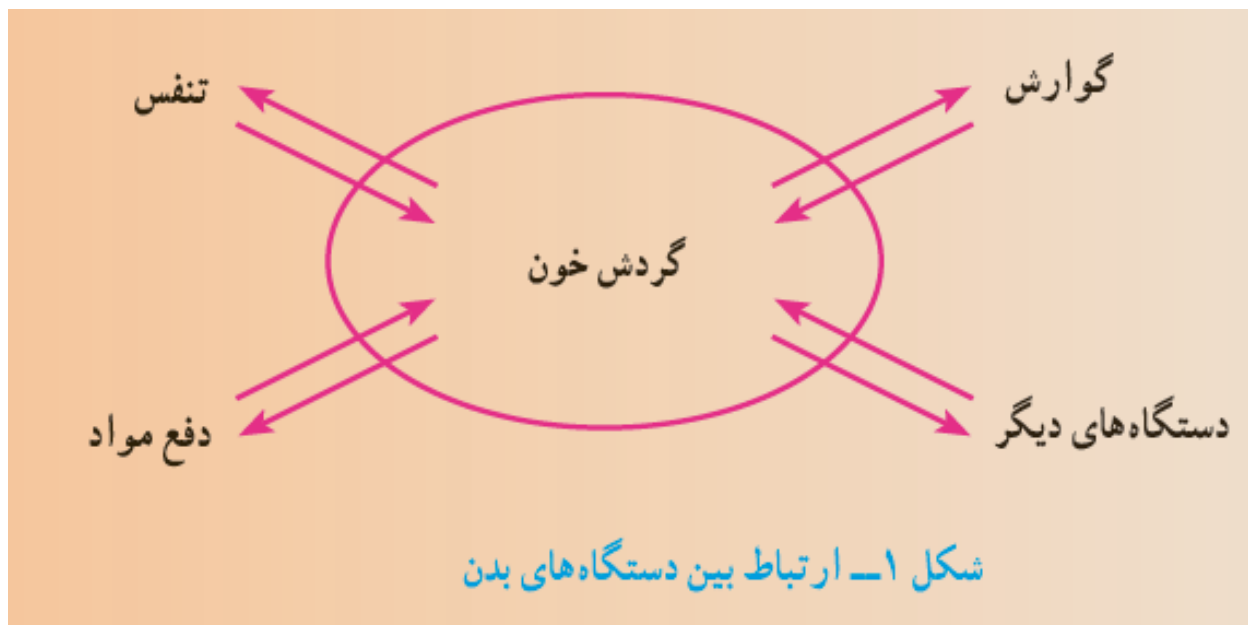 گوارش
تنفس
گردش خون
دستگاه‌های دیگر
دفع مواد
شکل ۱ــ ارتباط بین دستگاه‌های بدن